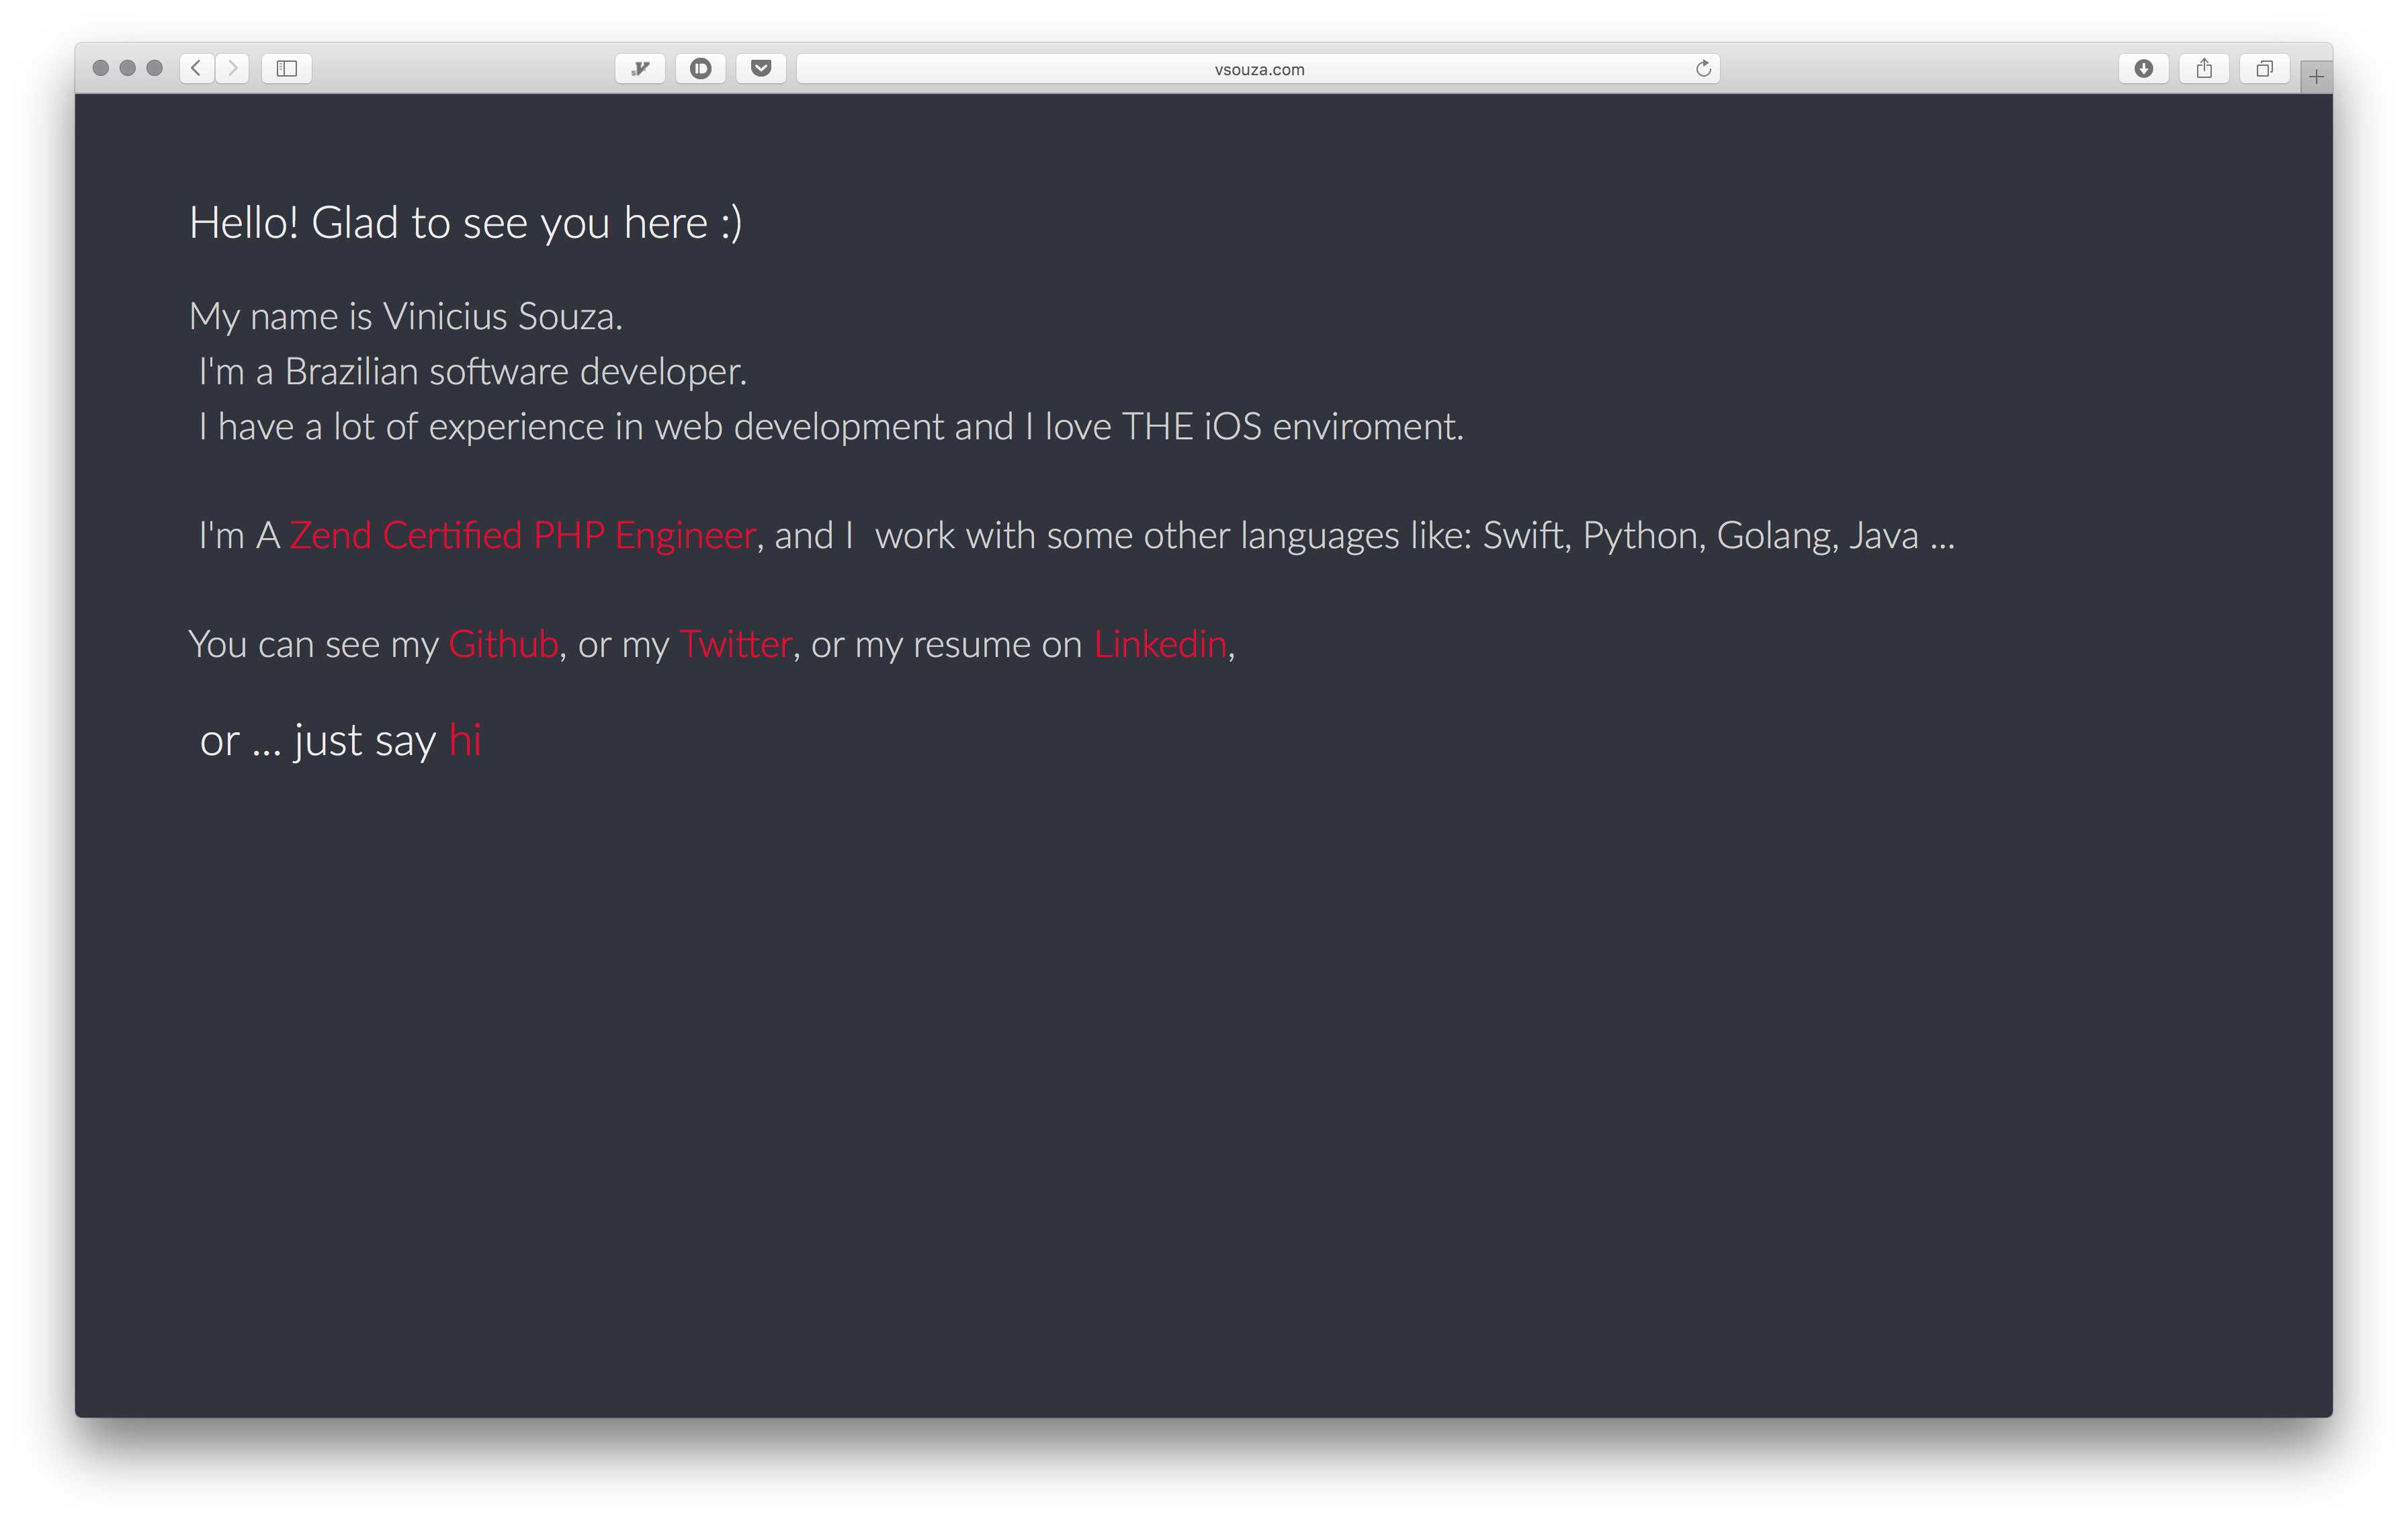 vsouza.com
Hello! Glad to see you here :)
My name is Vinicius Souza.
I'm a Brazilian software developer.
I have a lot of experience in web development and I love THE iOS enviroment.
I'm A Zend Certified PHP Engineer, and I  work with some other languages like: Swift, Python, Golang, Java ...
You can see my Github, or my Twitter, or my resume on Linkedin,
or ... just say hi